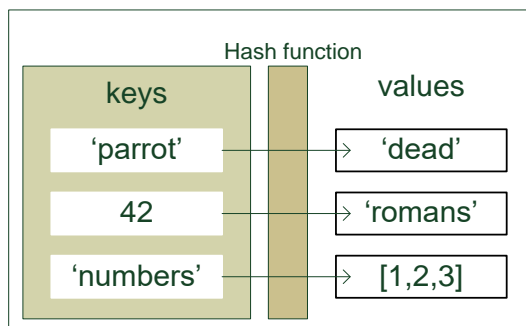 Hash function
keys
values
‘parrot’
‘dead’
42
‘romans’
‘numbers’
[1,2,3]